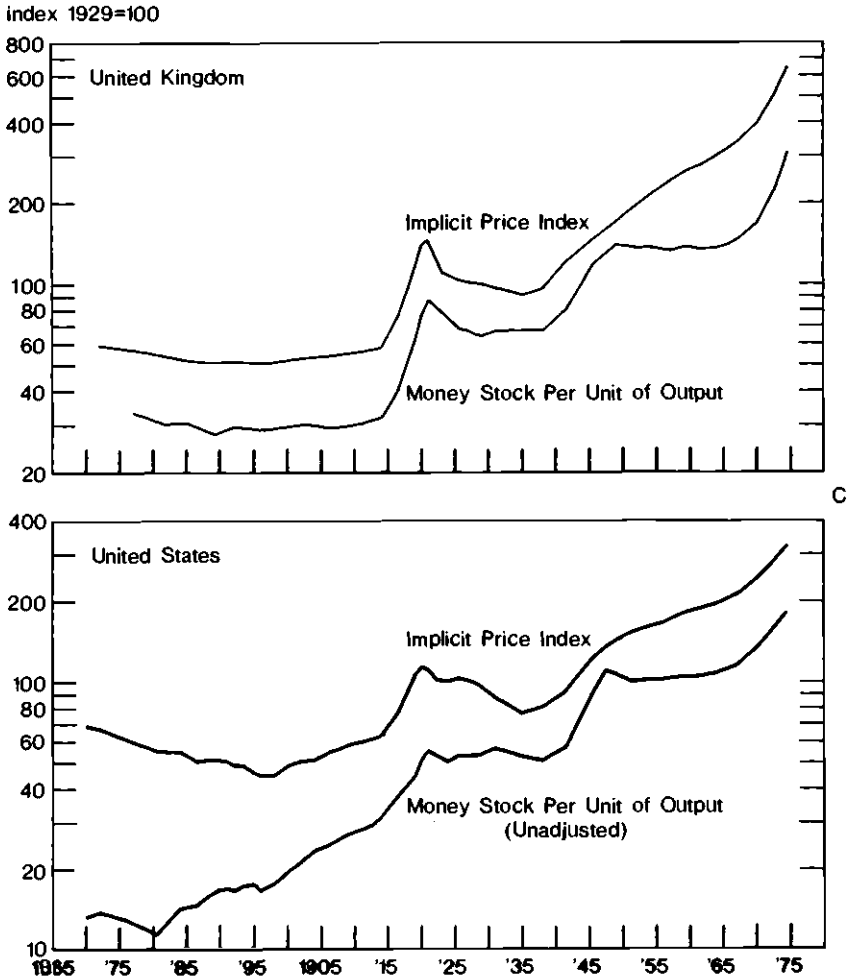 index 1929=100
800
600
400
200
100
80
60
40
20
United Kingdom
Implicit Price Index
Money Stock Per Unit of Output
C
400
200
100
80
60
40
20
10
United States
Implicit Price Index
Money Stock Per Unit of Output
(Unadjusted)
'75 '85 '95 1905 '15 '25 '35 '45 '55 '65 '75